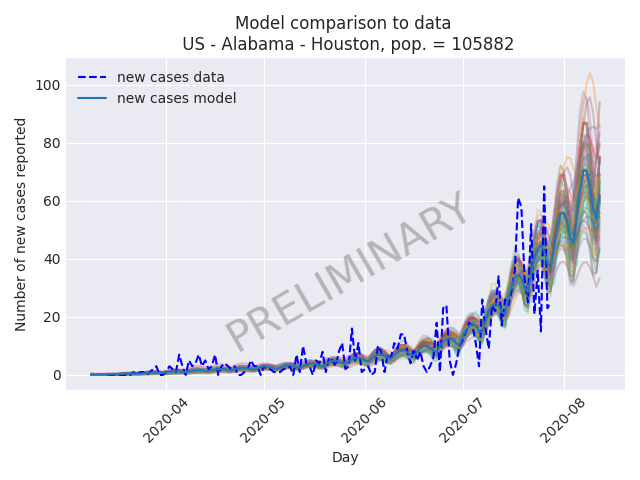 Model comparison to data
US - Alabama - Houston, pop. = 105882
new cases data
new cases model
Number of new cases reported
100
80
60
40
20
0
PRELIMINARY
2020-04
2020-05
2020-06
2020-07
2020-08
Day